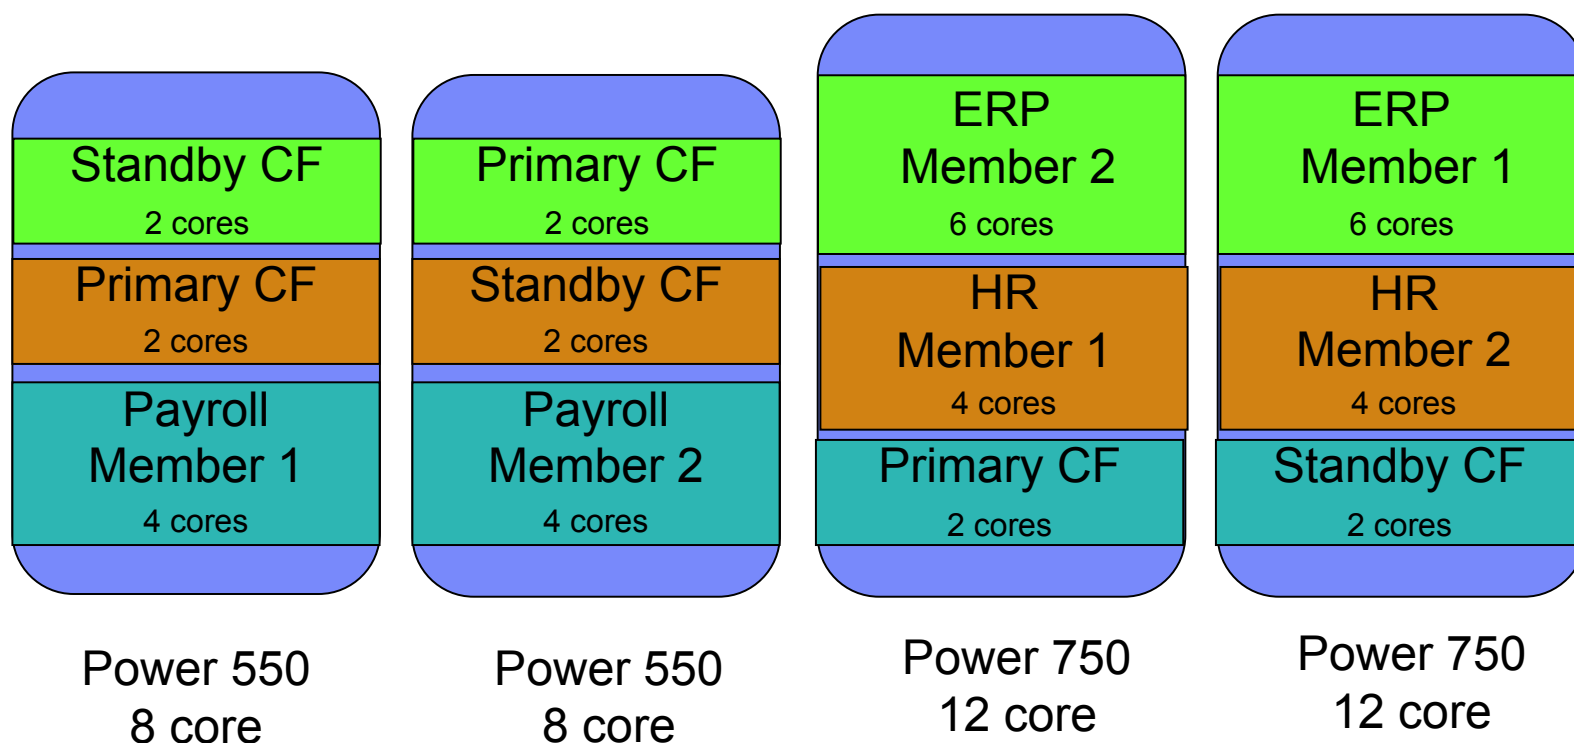 Standby CF
2 cores
Primary CF
2 cores
Payroll
Member 1
4 cores
Power 550
8 core
Primary CF
2 cores
Standby CF
2 cores
Payroll
Member 2
4 cores
Power 550
8 core
ERP
Member 2
6 cores
HR
Member 1
4 cores
Primary CF
2 cores
Power 750
12 core
ERP
Member 1
6 cores
HR
Member 2
4 cores
Standby CF
2 cores
Power 750
12 core